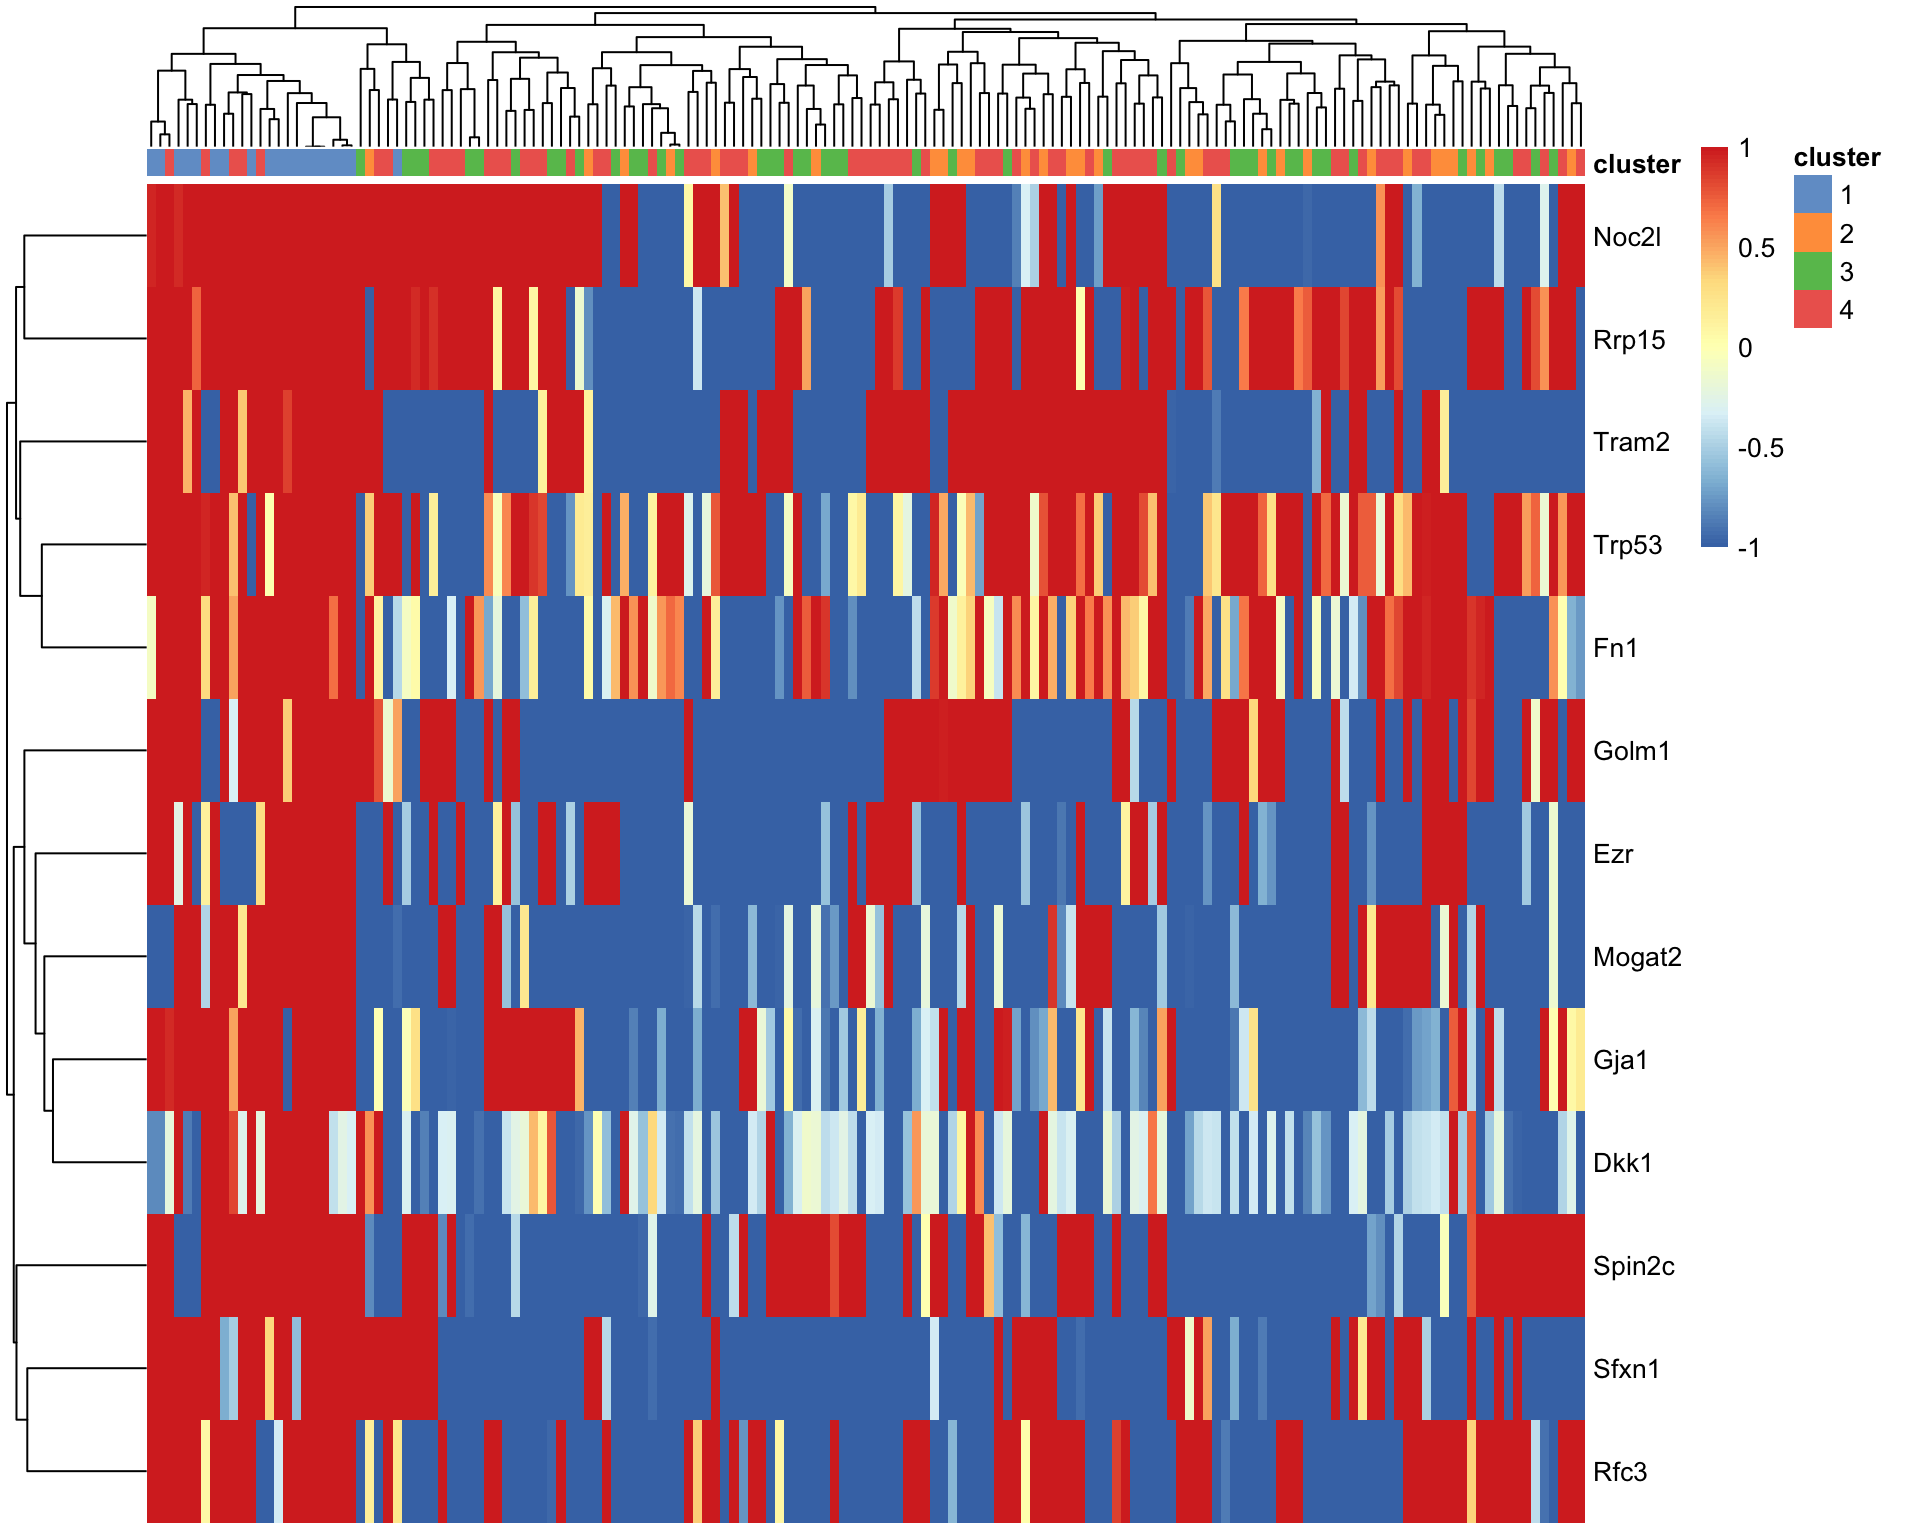 cluster
Noc2l
Rrp15
Tram2
Trp53
Fn1
Golm1
Ezr
Mogat2
Gja1
Dkk1
Spin2c
Sfxn1
Rfc3
1
0.5
0
-0.5
-1
cluster
1
2
3
4